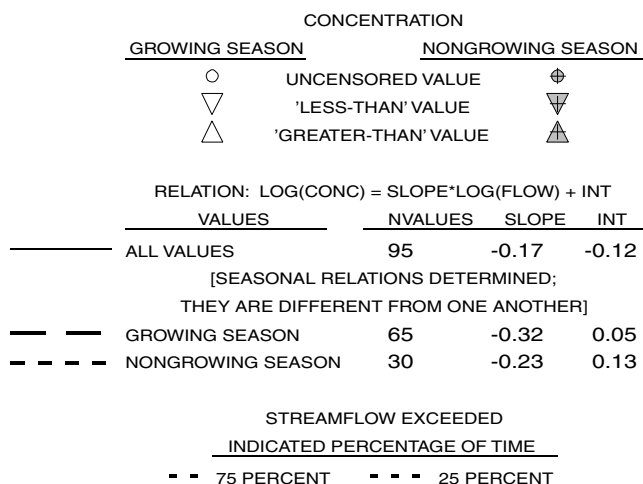 CONCENTRATION
GROWING SEASON NONGROWING SEASON
UNCENSORED VALUE
'LESS-THAN' VALUE
'GREATER-THAN' VALUE
RELATION: LOG(CONC) = SLOPE*LOG(FLOW) + INT
VALUES NVALUES SLOPE INT
ALL VALUES 95 -0.17 -0.12
[SEASONAL RELATIONS DETERMINED;
THEY ARE DIFFERENT FROM ONE ANOTHER]
GROWING SEASON 65 -0.32 0.05
NONGROWING SEASON 30 -0.23 0.13
STREAMFLOW EXCEEDED
INDICATED PERCENTAGE OF TIME
75 PERCENT 25 PERCENT